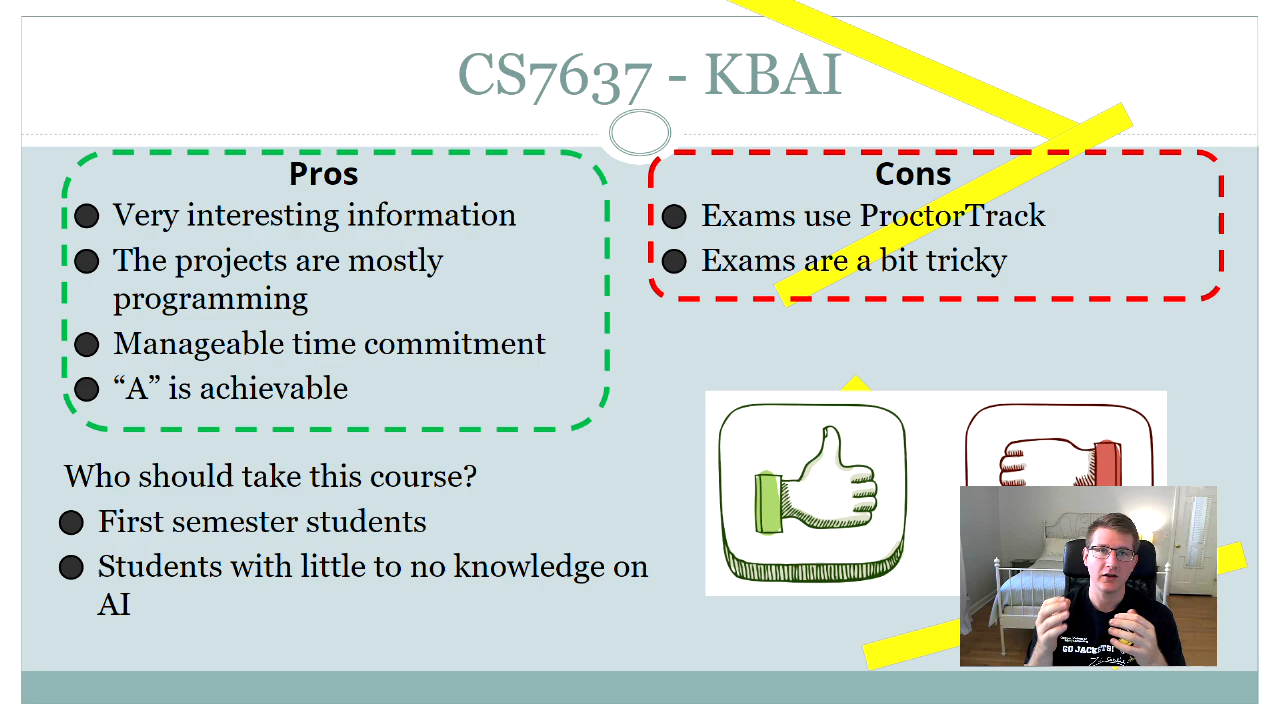 CS7637 - KBAI
Pros
Very interesting information
The projects are mostly
programming
Manageable time commitment
“A” is achievable
Cons
Exams use ProctorTrack
Exams are a bit tricky
Who should take this course?
First semester students
Students with little to no knowledge on
AI
GO JACKETS!